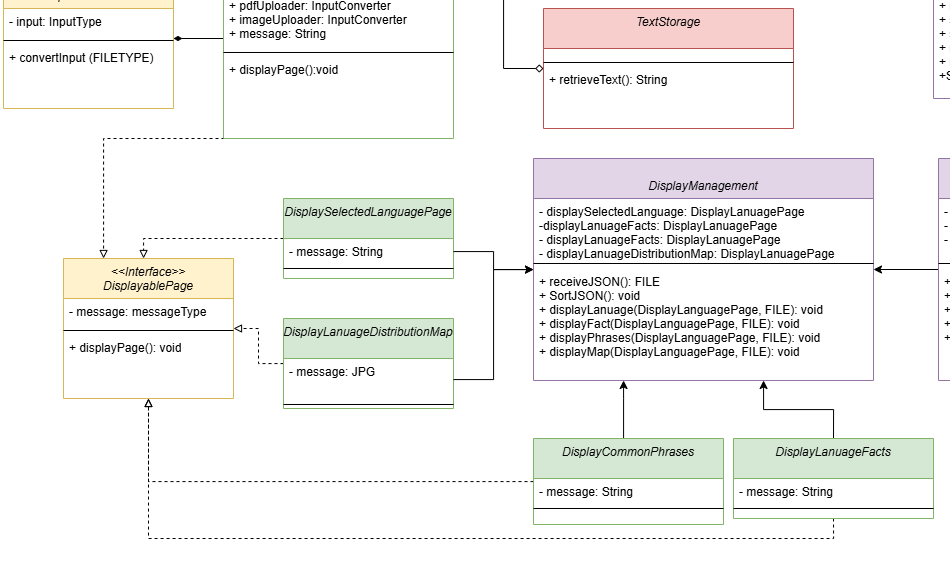 - input: InputType
+ convertInput (FILETYPE)
+ pdfUploader: InputConverter
+ imageUploader: InputConverter
+ message: String
+ displayPage():void
TextStorage
+ retrieveText(): String
DisplaySelectedLanguagePage
- message: String
<<Interface>>
DisplayablePage
- message: messageType
+ displayPage(): void
DisplayLanuageDistributionMap
- message: JPG
DisplayManagement
- displaySelectedLanguage: DisplayLanuagePage
-displayLanuageFacts: DisplayLanuagePage
- displayLanuageFacts: DisplayLanuagePage
- displayLanuageDistributionMap: DisplayLanuagePage
+ receiveJSON(): FILE
+ SortJSON(): void
+ displayLanuage(DisplayLanguagePage, FILE): void
+ displayFact(DisplayLanguagePage, FILE): void
+ displayPhrases(DisplayLanguagePage, FILE): void
+ displayMap(DisplayLanguagePage, FILE): void
DisplayCommonPhrases
- message: String
DisplayLanuageFacts
- message: String